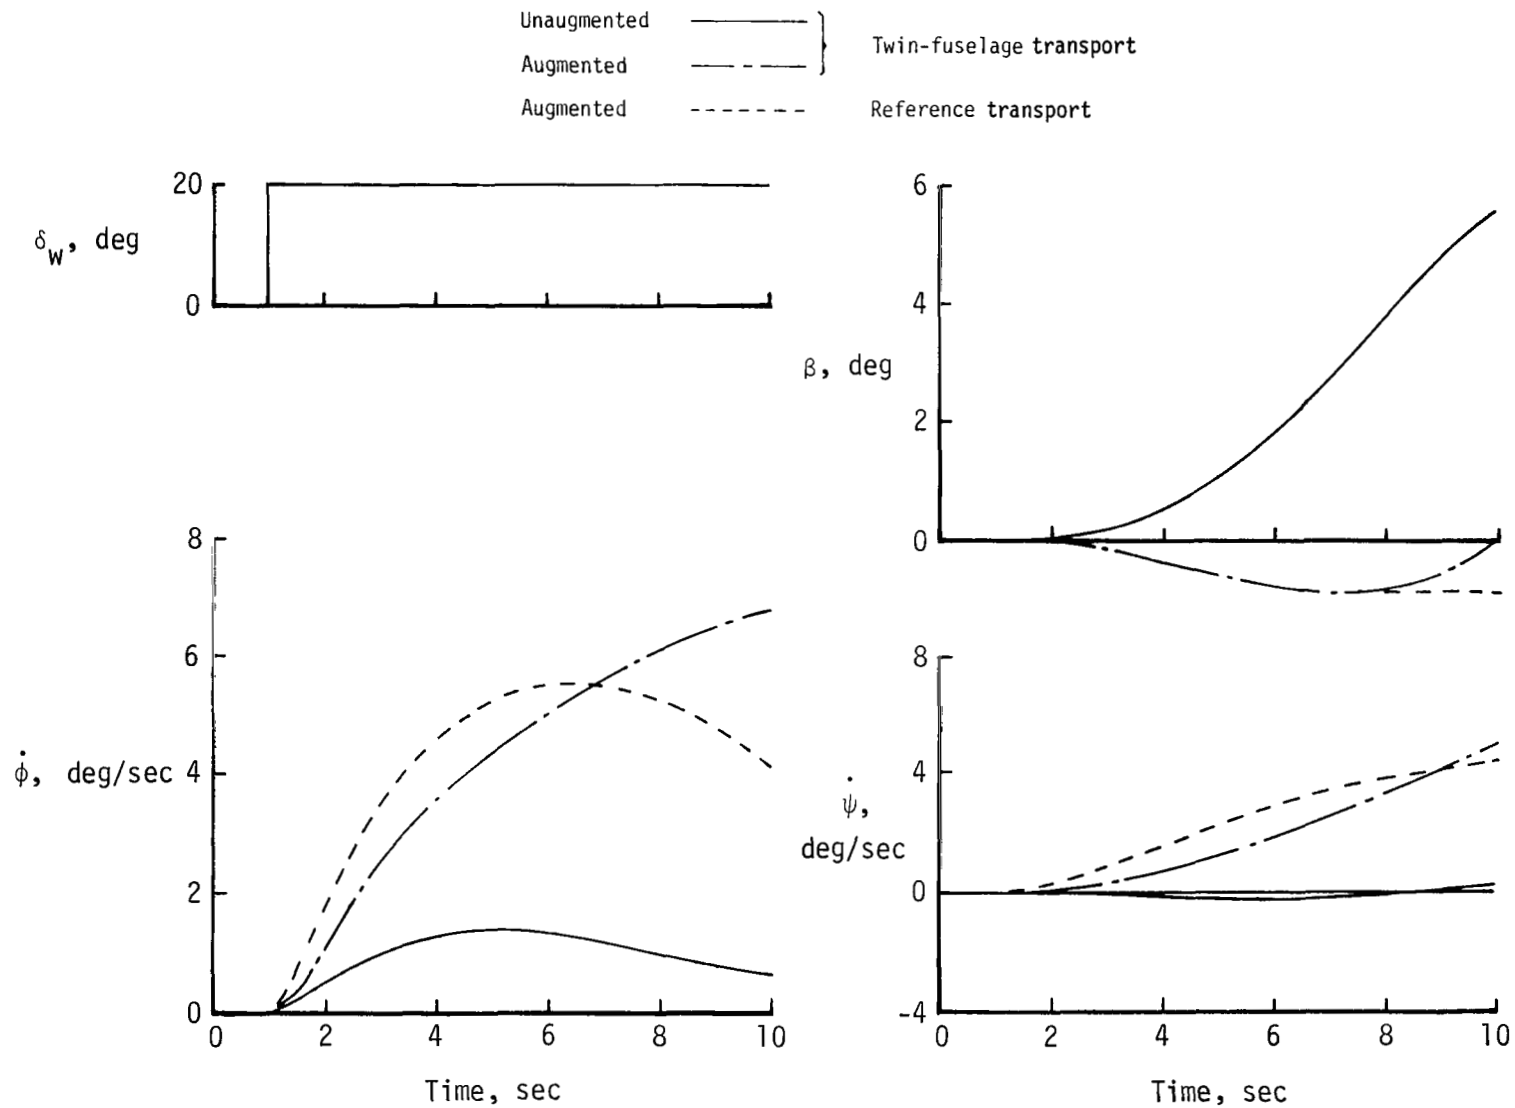 Unaugmented
Augmented
Twin-fuselage transport
Augmented
Reference transport
20
δw, deg
0
6
4
β, deg
2
0
8
6
φ̇, deg/sec 4
2
0
0 2 4 6 8 10
Time, sec
8
4
ψ̇,
deg/sec
0
-4
0 2 4 6 8 10
Time, sec